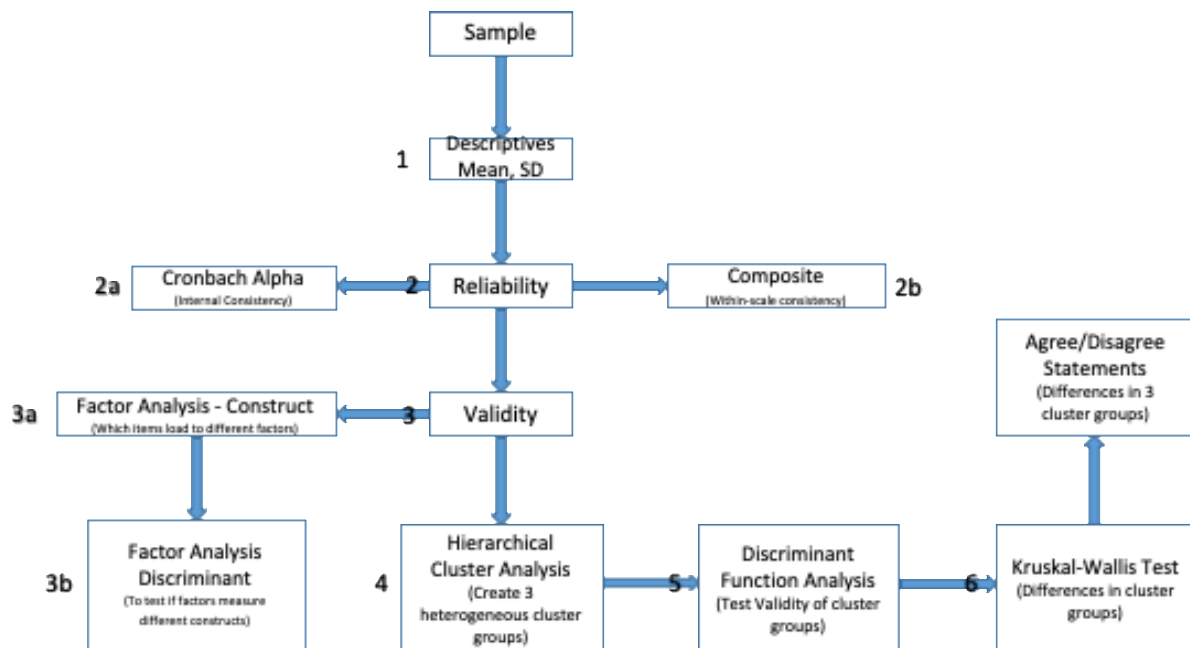 Sample
1
Descriptives
Mean, SD
2a
Cronbach Alpha
(Internal Consistency)
2
Reliability
Composite
(Within-scale consistency)
2b
Agree/Disagree
Statements
(Differences in 3
cluster groups)
3a
Factor Analysis - Construct
(Which items load to different factors)
3
Validity
3b
Factor Analysis
Discriminant
(To test if factors measure
different constructs)
4
Hierarchical
Cluster Analysis
(Create 3
heterogeneous cluster
groups)
5
Discriminant
Function Analysis
(Test Validity of cluster
groups)
6
Kruskal-Wallis Test
(Differences in cluster
groups)